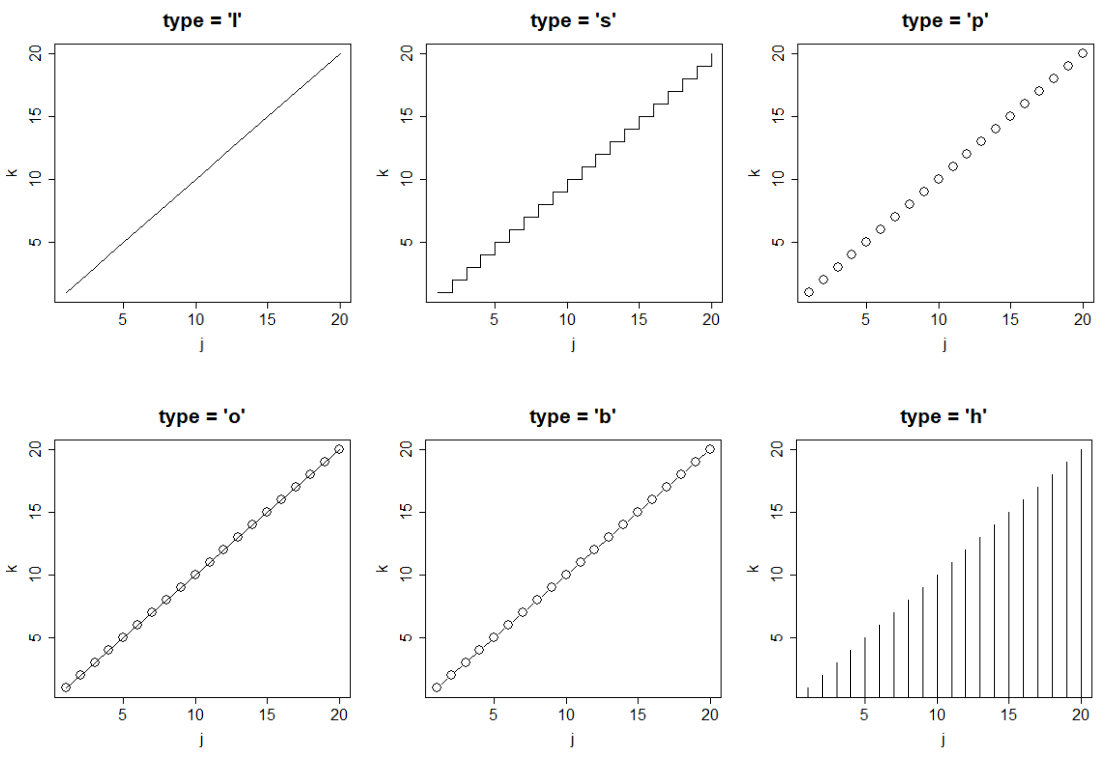 type = 'l' type = 's' type = 'p'
20 20 20
15 15 15
k 10 k 10 k 10
5 5 5
5 10 15 20 5 10 15 20 5 10 15 20
j j j
type = 'o' type = 'b' type = 'h'
20 20 20
15 15 15
k 10 k 10 k 10
5 5 5
5 10 15 20 5 10 15 20 5 10 15 20
j j j